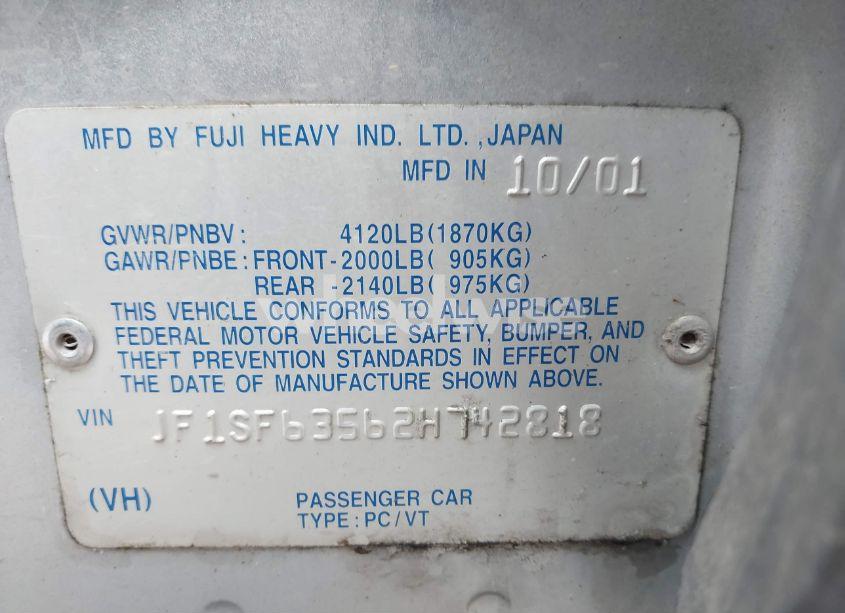 MFD BY FUJI HEAVY IND. LTD.,JAPAN
MFD IN 10/01
GVWR/PNBV: 4120LB(1870KG)
GAWR/PNBE:FRONT-2000LB( 905KG)
REAR -2140LB( 975KG)
THIS VEHICLE CONFORMS TO ALL APPLICABLE
FEDERAL MOTOR VEHICLE SAFETY, BUMPER, AND
THEFT PREVENTION STANDARDS IN EFFECT ON
THE DATE OF MANUFACTURE SHOWN ABOVE.
VIN JF1SF63562H742818
(VH) PASSENGER CAR
TYPE:PC/VT